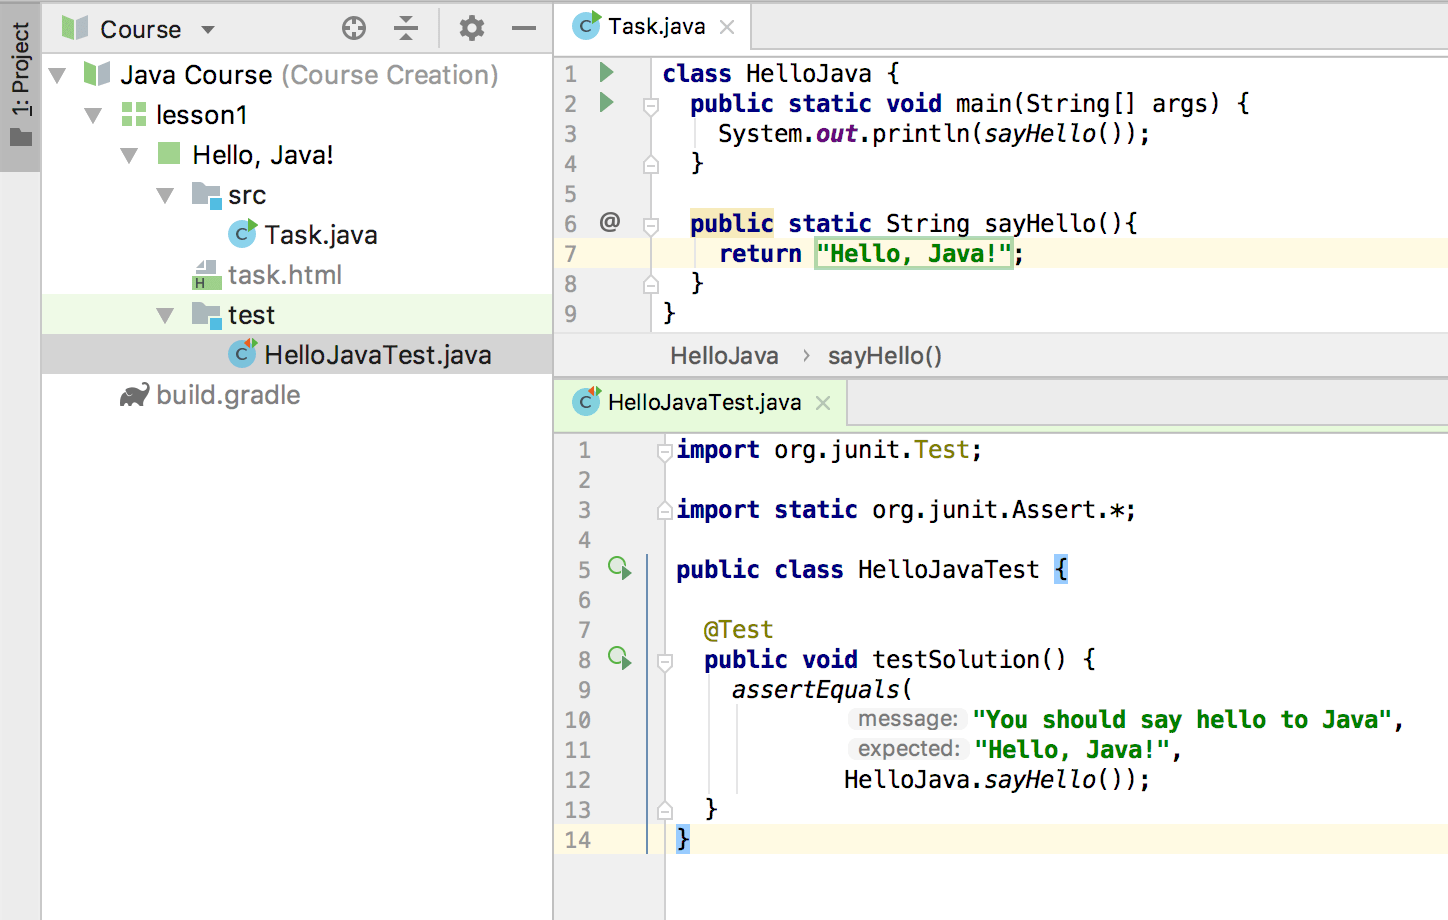 1: Project
Course
Java Course (Course Creation)
lesson1
Hello, Java!
src
C Task.java
H task.html
test
C HelloJavaTest.java
build.gradle
C Task.java
1 class HelloJava {
2 public static void main(String[] args) {
3 System.out.println(sayHello());
4 }
5
6 @ public static String sayHello(){
7 return "Hello, Java!";
8 }
9 }
HelloJava › sayHello()
C HelloJavaTest.java
1 import org.junit.Test;
2
3 import static org.junit.Assert.*;
4
5 public class HelloJavaTest {
6
7 @Test
8 public void testSolution() {
9 assertEquals(
10 message: "You should say hello to Java",
11 expected: "Hello, Java!",
12 HelloJava.sayHello());
13 }
14 }